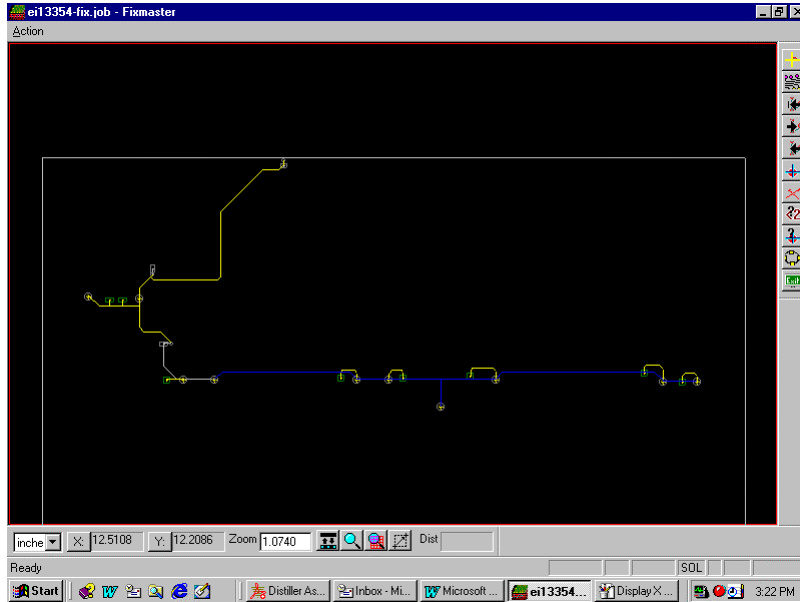 ei13354-fix.job - Fixmaster
Action
inche X: 12.5108 Y: 12.2086 Zoom 1.0740 Dist
Ready SOL
Start Distiller As... Inbox - Mi... Microsoft ... ei13354... Display X ... 3:22 PM